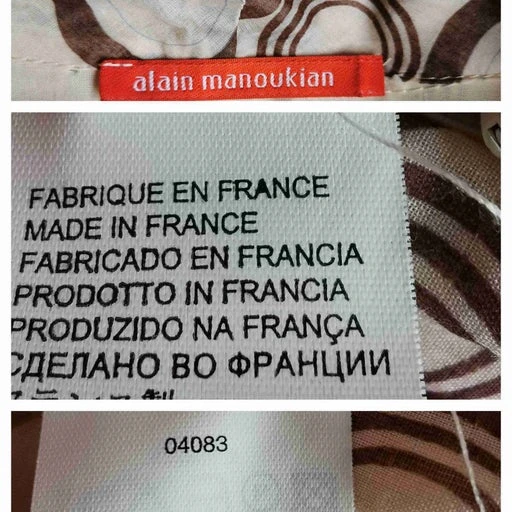 alain manoukian
FABRIQUE EN FRANCE
MADE IN FRANCE
FABRICADO EN FRANCIA
PRODOTTO IN FRANCIA
PRODUZIDO NA FRANÇA
СДЕЛАНО ВО ФРАНЦИИ
04083